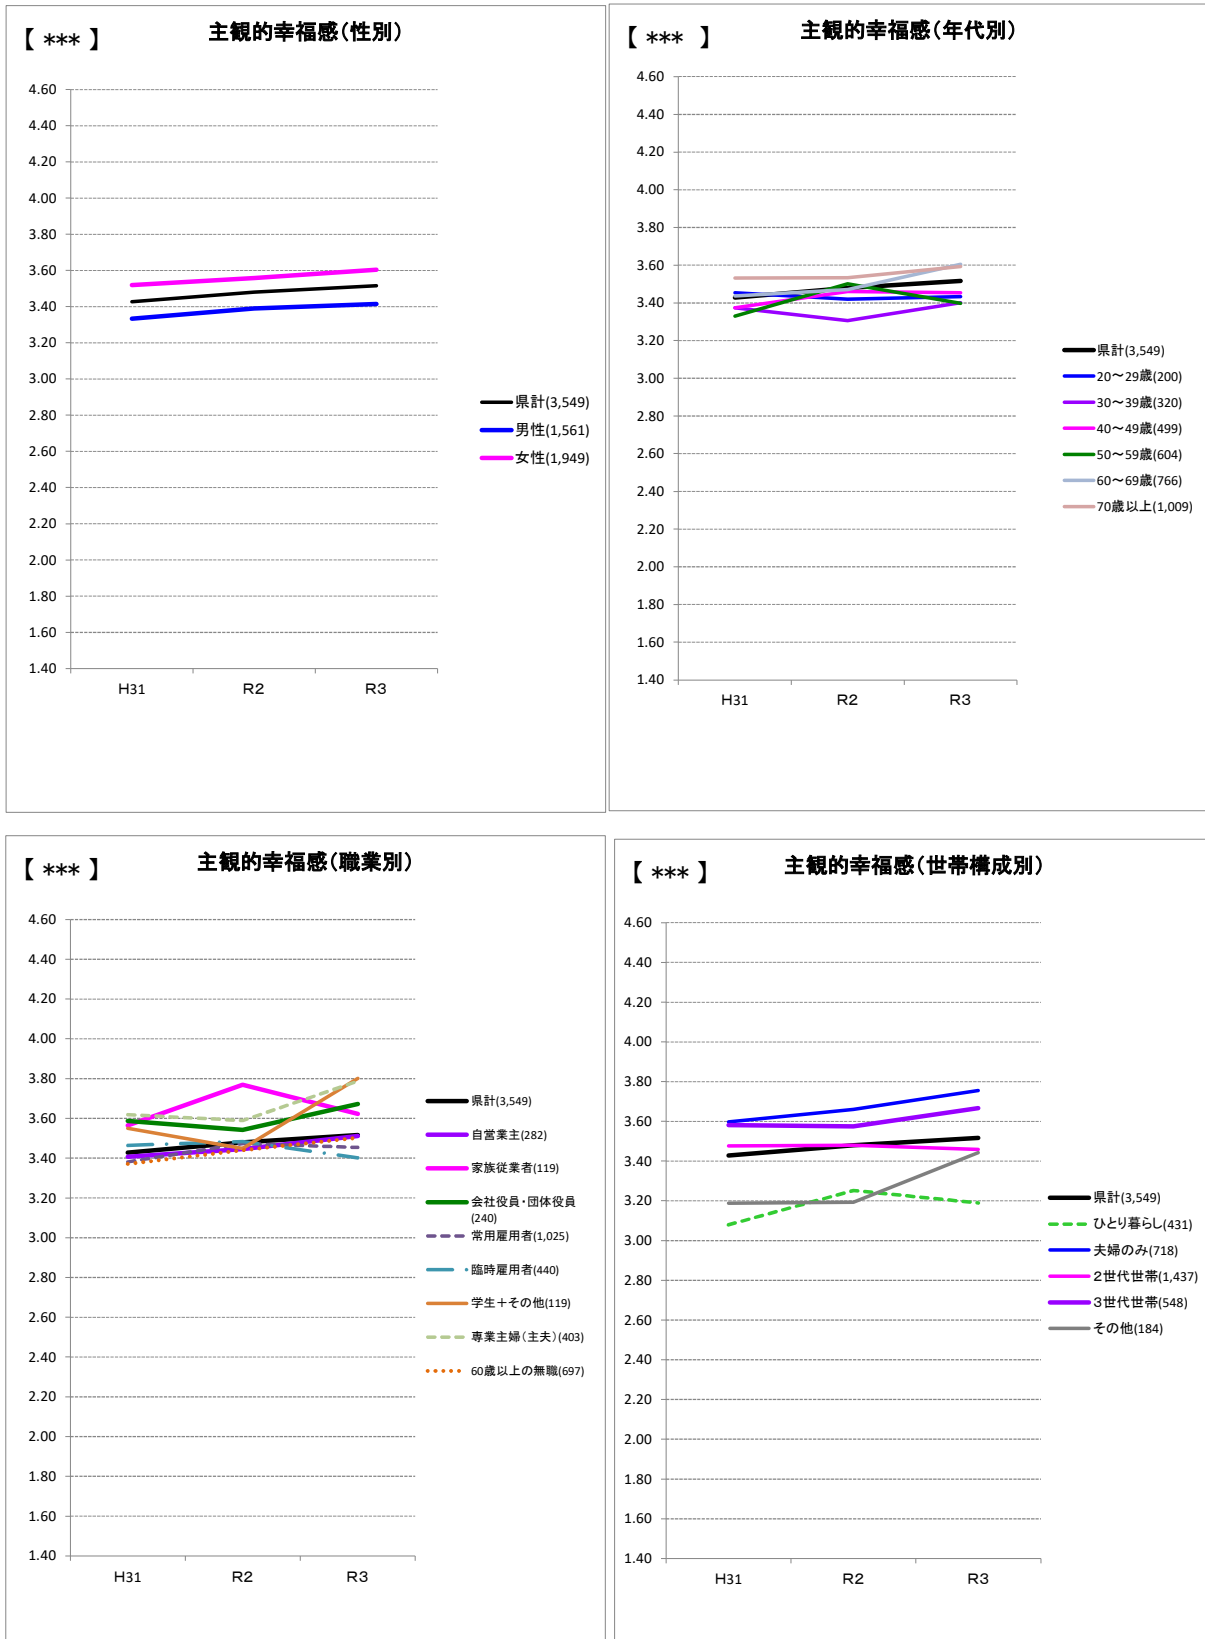 【 *** 】
主観的幸福感（性別）
4.60
4.40
4.20
4.00
3.80
3.60
3.40
3.20
3.00
2.80
2.60
2.40
2.20
2.00
1.80
1.60
1.40
H31 R2 R3
県計(3,549)
男性(1,561)
女性(1,949)
【 *** 】
主観的幸福感（年代別）
4.60
4.40
4.20
4.00
3.80
3.60
3.40
3.20
3.00
2.80
2.60
2.40
2.20
2.00
1.80
1.60
1.40
H31 R2 R3
県計(3,549)
20～29歳(200)
30～39歳(320)
40～49歳(499)
50～59歳(604)
60～69歳(766)
70歳以上(1,009)
【 *** 】
主観的幸福感（職業別）
4.60
4.40
4.20
4.00
3.80
3.60
3.40
3.20
3.00
2.80
2.60
2.40
2.20
2.00
1.80
1.60
1.40
H31 R2 R3
県計(3,549)
自営業主(282)
家族従業者(119)
会社役員・団体役員
(240)
常用雇用者(1,025)
臨時雇用者(440)
学生＋その他(119)
専業主婦（主夫）(403)
60歳以上の無職(697)
【 *** 】
主観的幸福感（世帯構成別）
4.60
4.40
4.20
4.00
3.80
3.60
3.40
3.20
3.00
2.80
2.60
2.40
2.20
2.00
1.80
1.60
1.40
H31 R2 R3
県計(3,549)
ひとり暮らし(431)
夫婦のみ(718)
２世代世帯(1,437)
３世代世帯(548)
その他(184)